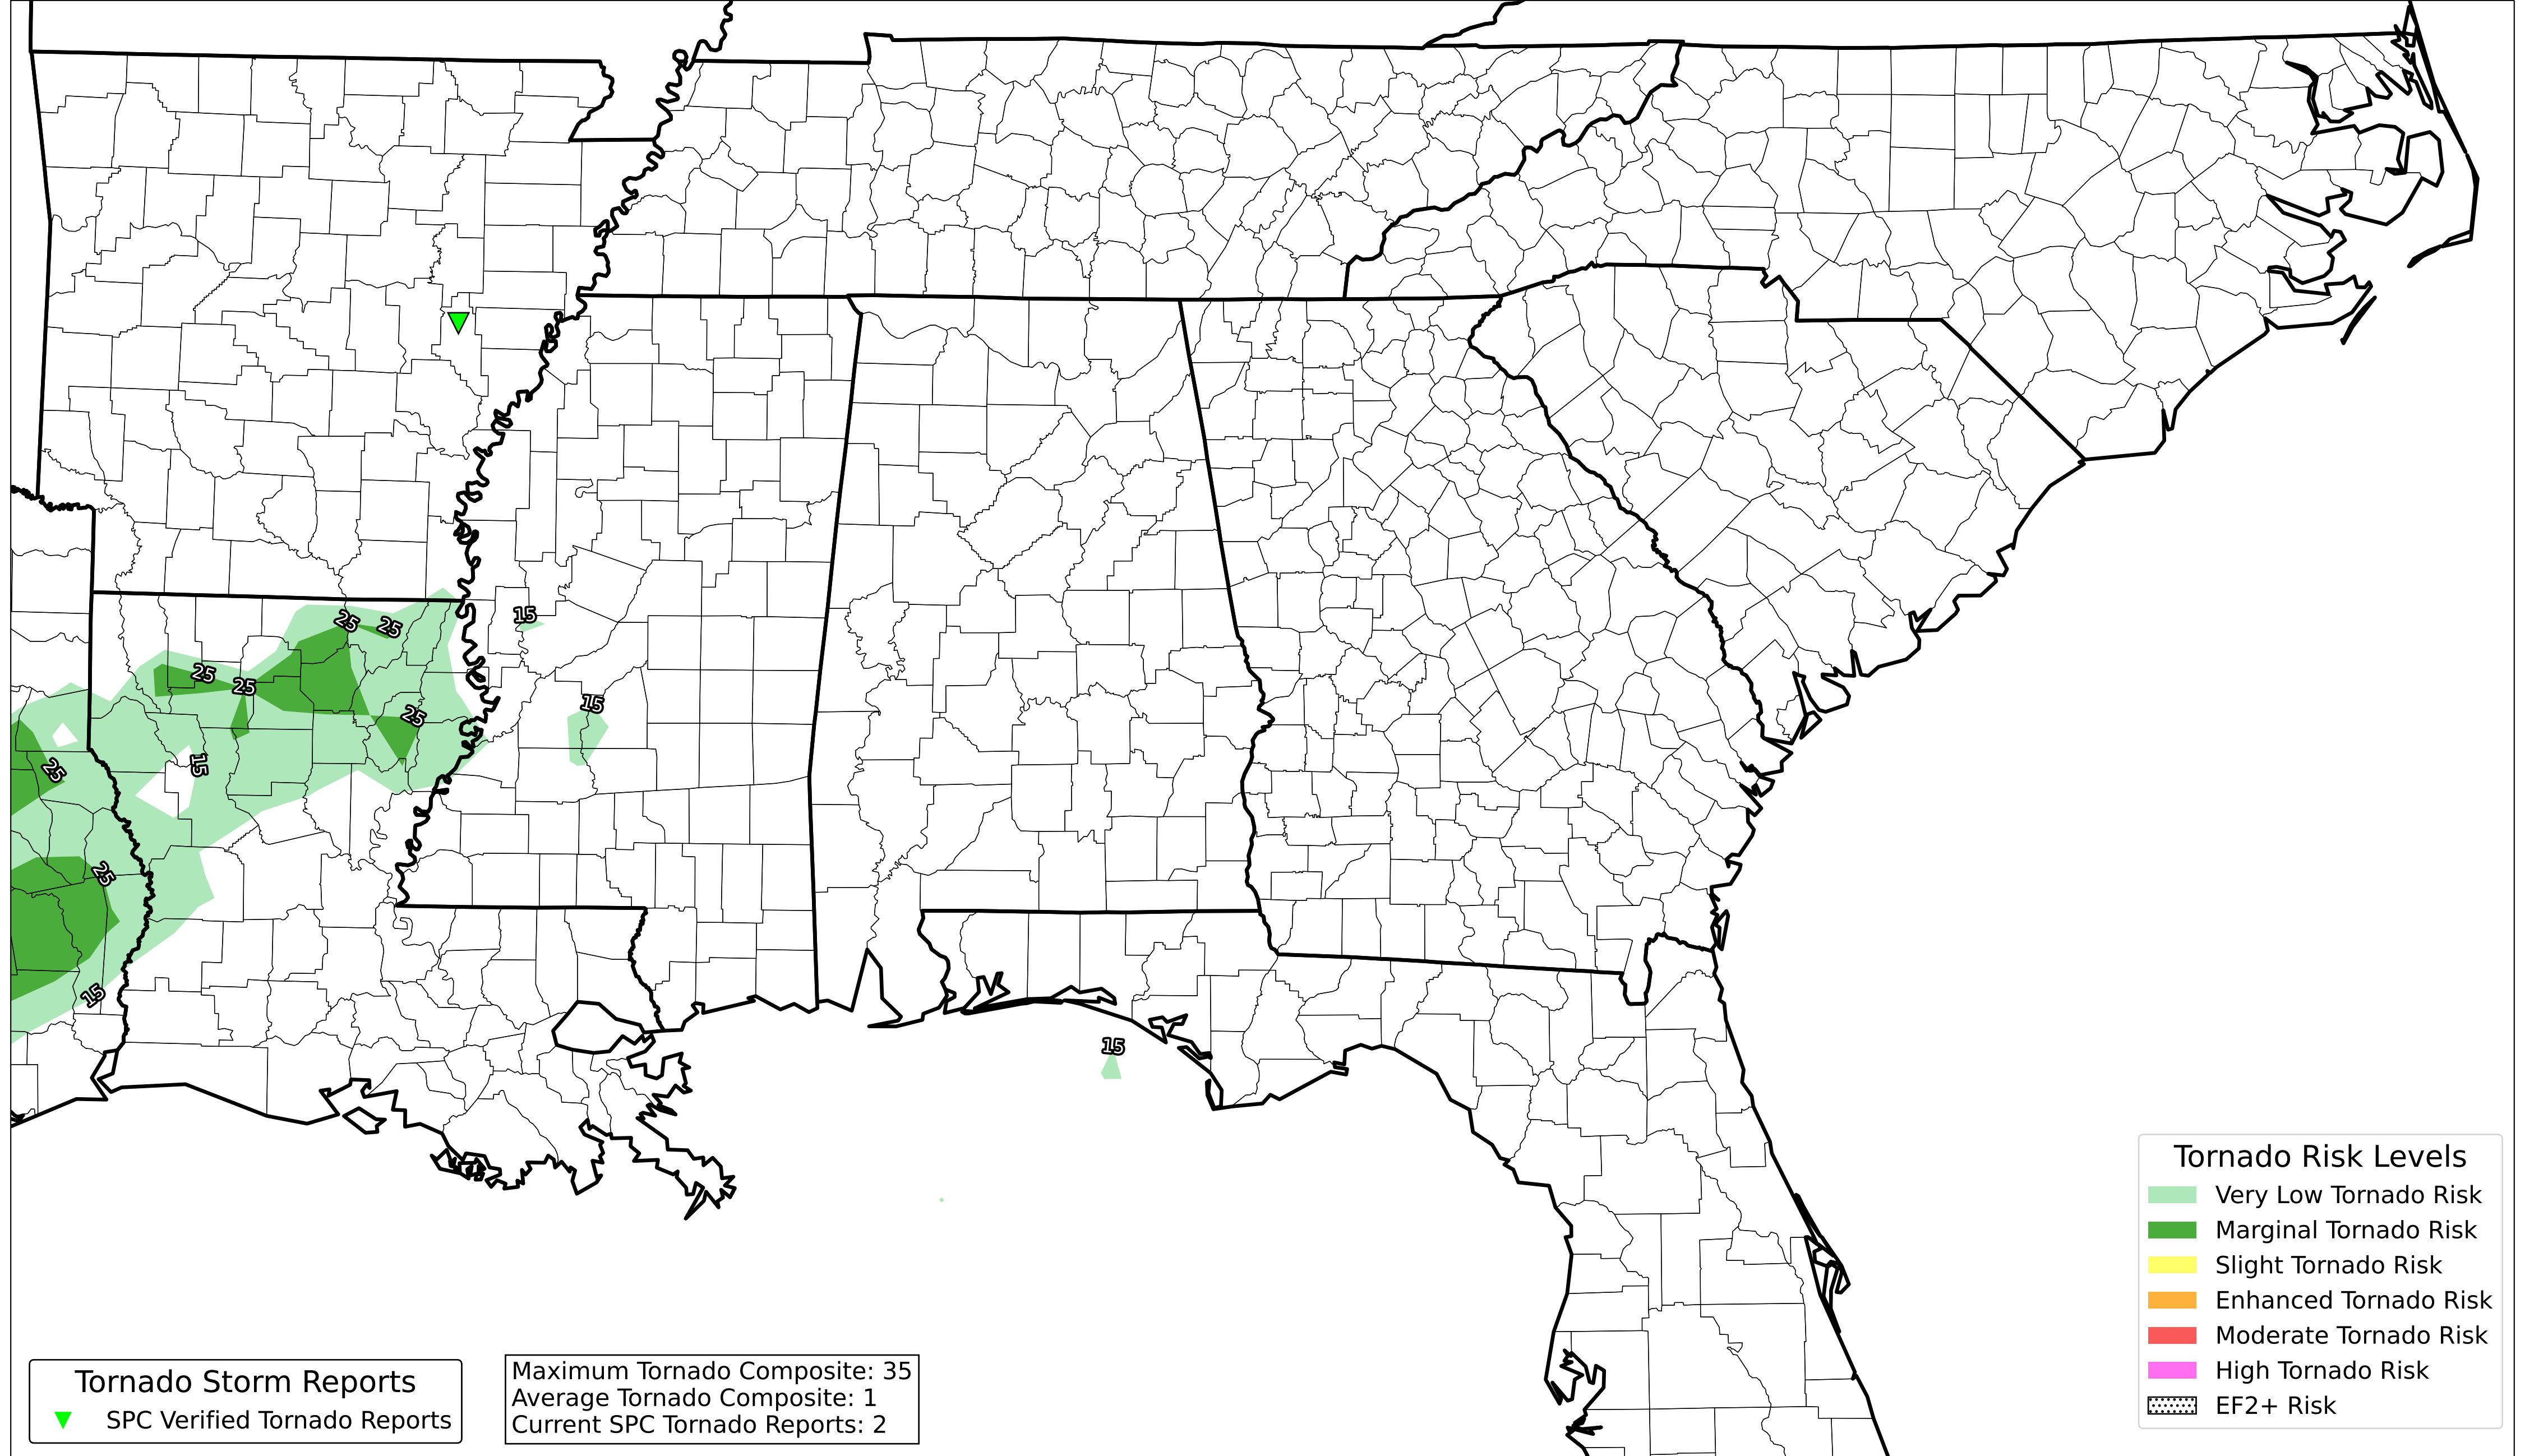 15
25
25
15
25
25
25
15
25
25
15
15
Tornado Risk Levels
Very Low Tornado Risk
Marginal Tornado Risk
Slight Tornado Risk
Enhanced Tornado Risk
Moderate Tornado Risk
High Tornado Risk
EF2+ Risk
Tornado Storm Reports
SPC Verified Tornado Reports
Maximum Tornado Composite: 35
Average Tornado Composite: 1
Current SPC Tornado Reports: 2